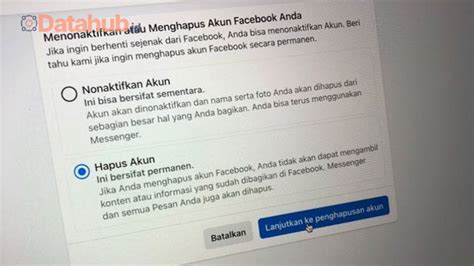 Datahub.id
Menonaktifkan atau Menghapus Akun Facebook Anda
Jika ingin berhenti sejenak dari Facebook, Anda bisa menonaktifkan Akun. Beri
tahu kami jika ingin menghapus akun Facebook secara permanen.
Nonaktifkan Akun
Ini bisa bersifat sementara.
Akun akan dinonaktifkan dan nama serta foto Anda akan dihapus dari
sebagian besar hal yang Anda bagikan. Anda bisa terus menggunakan
Messenger.
Hapus Akun
Ini bersifat permanen.
Jika Anda menghapus akun Facebook, Anda tidak akan dapat mengambil
konten atau informasi yang sudah dibagikan di Facebook. Messenger
dan semua Pesan Anda juga akan dihapus.
Batalkan
Lanjutkan ke penghapusan akun